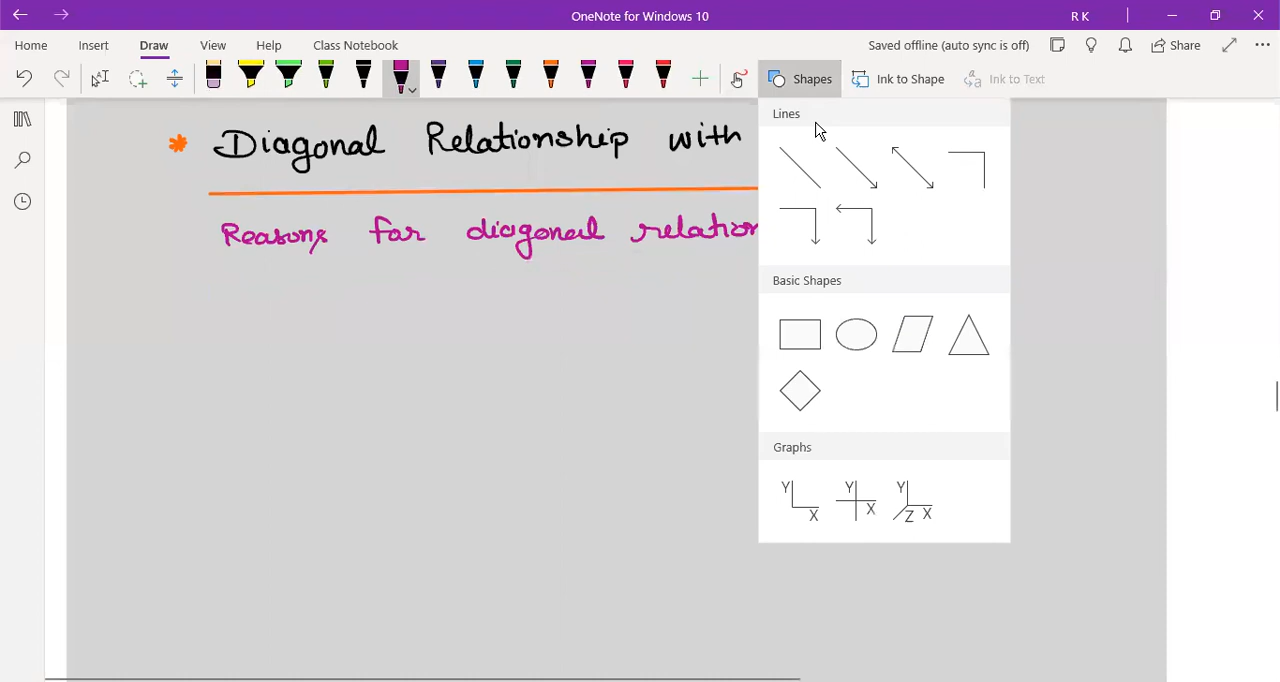 OneNote for Windows 10
R K
Home Insert Draw View Help Class Notebook
Saved offline (auto sync is off)
Share
Shapes
Ink to Shape
Ink to Text
Lines
Diagonal Relationship with
Reasons for diagonal relation
Basic Shapes
Graphs
Y X
Y X
Y Z X